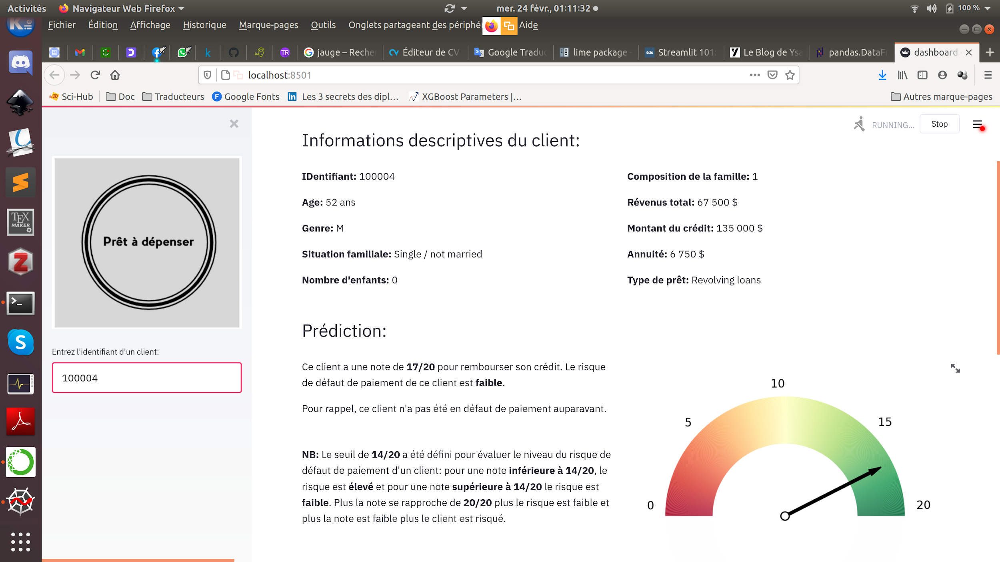 Activités Navigateur Web Firefox mer. 24 févr., 01:11:32 100 %
Fichier Édition Affichage Historique Marque-pages Outils Onglets partageant des périphé Aide
TR jauge – Recher Éditeur de CV Google Traduc lime package tds Streamlit 101: Le Blog de Ysa pandas.DataFr dashboard
localhost:8501
Sci-Hub Doc Traducteurs Google Fonts Les 3 secrets des dipl… XGBoost Parameters |… Autres marque-pages
RUNNING... Stop
Informations descriptives du client:
IDentifiant: 100004
Composition de la famille: 1
Age: 52 ans
Révenus total: 67 500 $
Genre: M
Montant du crédit: 135 000 $
Situation familiale: Single / not married
Annuité: 6 750 $
Nombre d'enfants: 0
Type de prêt: Revolving loans
TEX
MAKER
Prêt à dépenser
Entrez l'identifiant d'un client:
100004
Prédiction:
Ce client a une note de 17/20 pour rembourser son crédit. Le risque
de défaut de paiement de ce client est faible.
Pour rappel, ce client n'a pas été en défaut de paiement auparavant.
NB: Le seuil de 14/20 a été défini pour évaluer le niveau du risque de
défaut de paiement d'un client: pour une note inférieure à 14/20, le
risque est élevé et pour une note supérieure à 14/20 le risque est
faible. Plus la note se rapproche de 20/20 plus le risque est faible et
plus la note est faible plus le client est risqué.
0
5
10
15
20